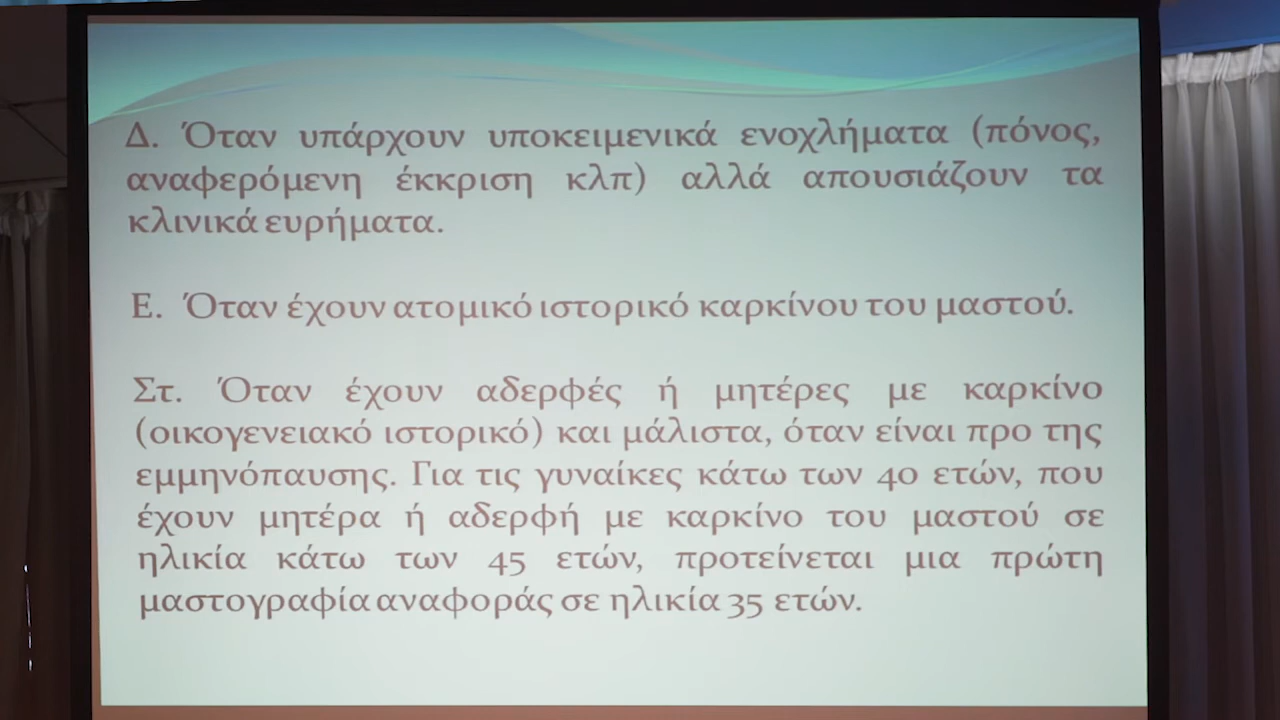 Δ. Όταν υπάρχουν υποκειμενικά ενοχλήματα (πόνος,
αναφερόμενη έκκριση κλπ) αλλά απουσιάζουν τα
κλινικά ευρήματα.
Ε. Όταν έχουν ατομικό ιστορικό καρκίνου του μαστού.
Στ. Όταν έχουν αδερφές ή μητέρες με καρκίνο
(οικογενειακό ιστορικό) και μάλιστα, όταν είναι προ της
εμμηνόπαυσης. Για τις γυναίκες κάτω των 40 ετών, που
έχουν μητέρα ή αδερφή με καρκίνο του μαστού σε
ηλικία κάτω των 45 ετών, προτείνεται μια πρώτη
μαστογραφία αναφοράς σε ηλικία 35 ετών.